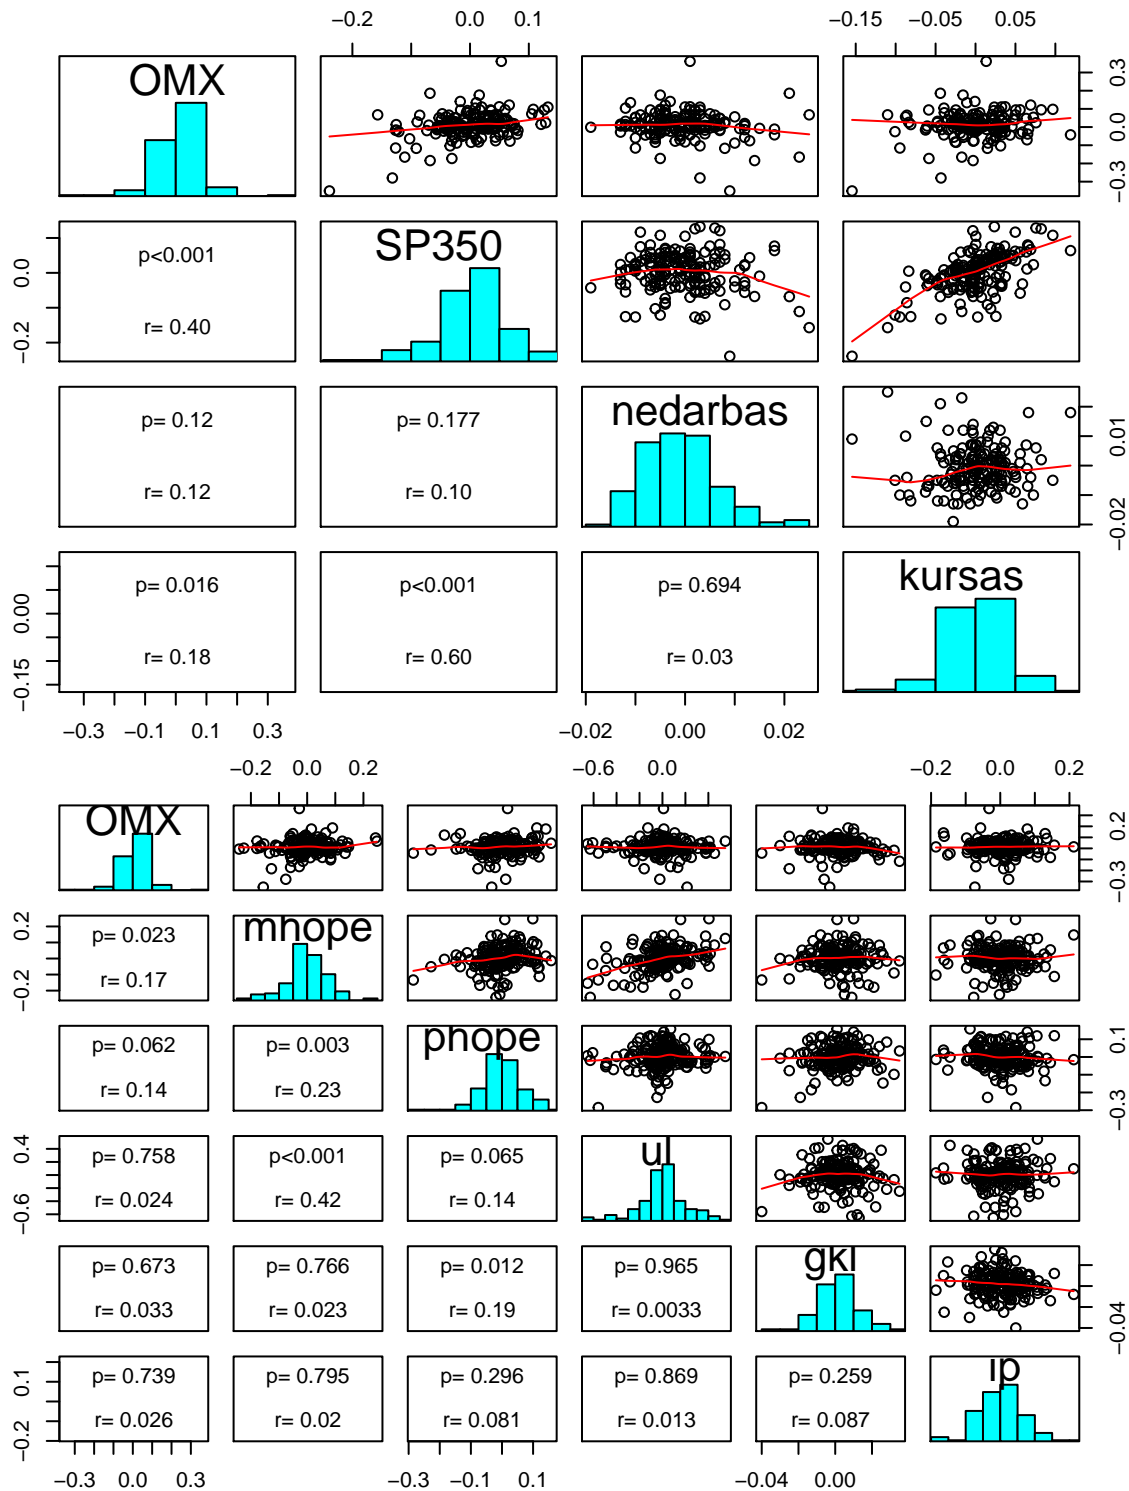 −0.2 0.0 0.1 −0.15 −0.05 0.05
OMX
−0.3 0.0 0.3
SP350
p<0.001
r= 0.40
−0.2 0.0
nedarbas
p= 0.12 p= 0.177
r= 0.12 r= 0.10
−0.02 0.01
kursas
p= 0.016 p<0.001 p= 0.694
r= 0.18 r= 0.60 r= 0.03
−0.15 0.00
−0.3 −0.1 0.1 0.3 −0.02 0.00 0.02
−0.2 0.0 0.2 −0.6 0.0 −0.2 0.0 0.2
OMX
−0.3 0.2
mhope
p= 0.023
r= 0.17
−0.2 0.2
phope
p= 0.062 p= 0.003
r= 0.14 r= 0.23
−0.3 0.1
ul
p= 0.758 p<0.001 p= 0.065
r= 0.024 r= 0.42 r= 0.14
−0.6 0.4
gki
p= 0.673 p= 0.766 p= 0.012 p= 0.965
r= 0.033 r= 0.023 r= 0.19 r= 0.0033
−0.04
ip
p= 0.739 p= 0.795 p= 0.296 p= 0.869 p= 0.259
r= 0.026 r= 0.02 r= 0.081 r= 0.013 r= 0.087
−0.2 0.1
−0.3 0.0 0.3 −0.3 −0.1 0.1 −0.04 0.00